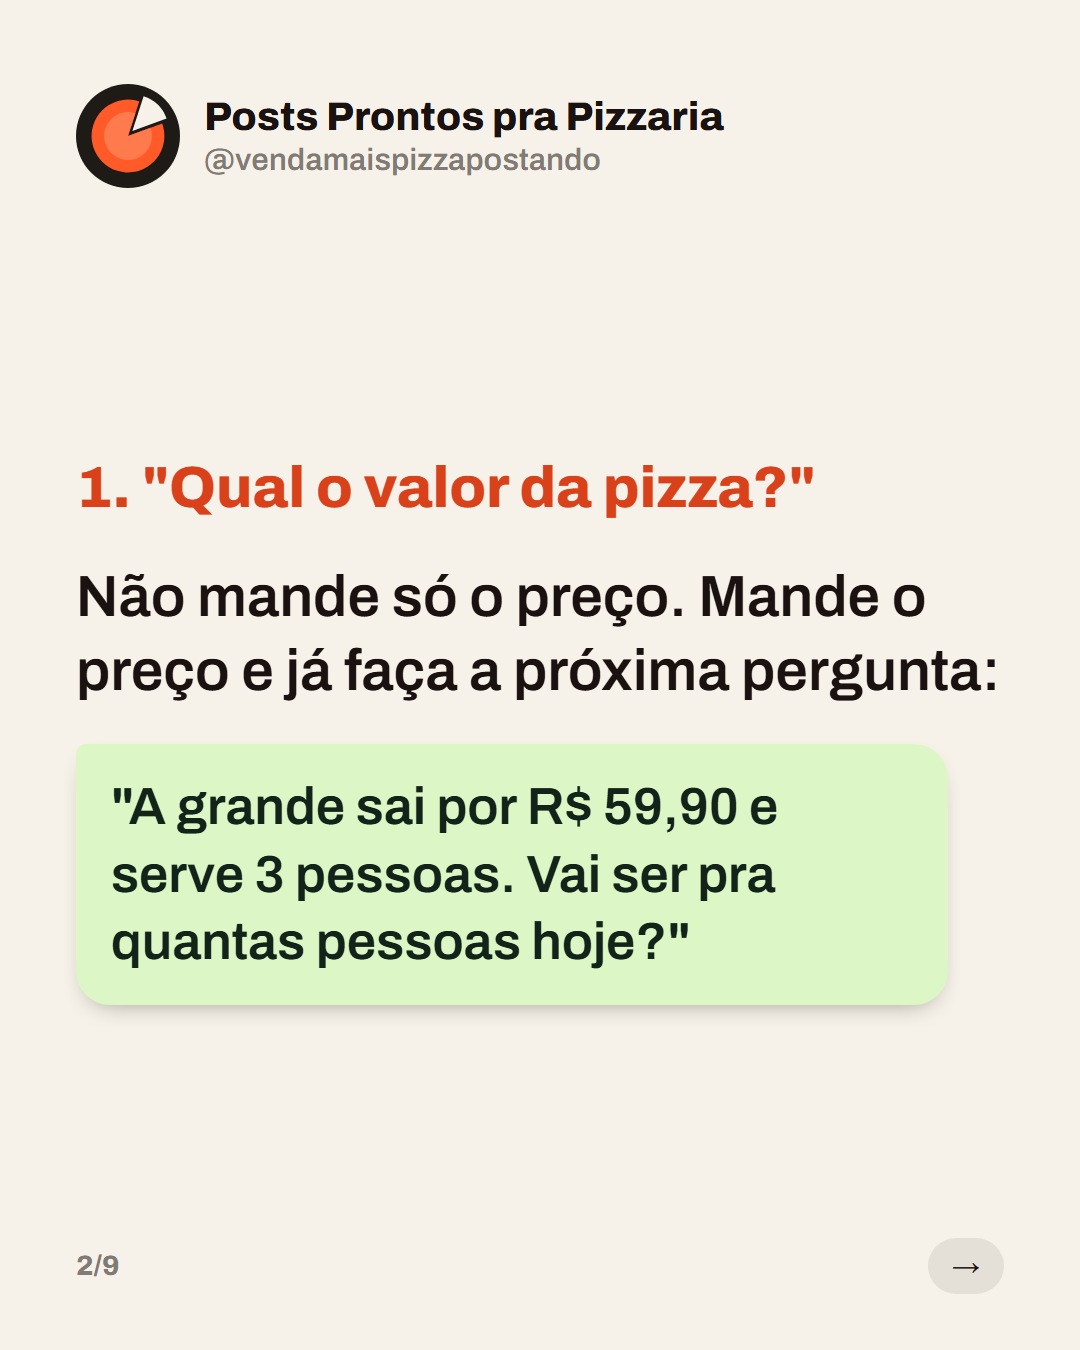 Posts Prontos pra Pizzaria
@vendamaispizzapostando
1. "Qual o valor da pizza?"
Não mande só o preço. Mande o
preço e já faça a próxima pergunta:
"A grande sai por R$ 59,90 e
serve 3 pessoas. Vai ser pra
quantas pessoas hoje?"
2/9
→